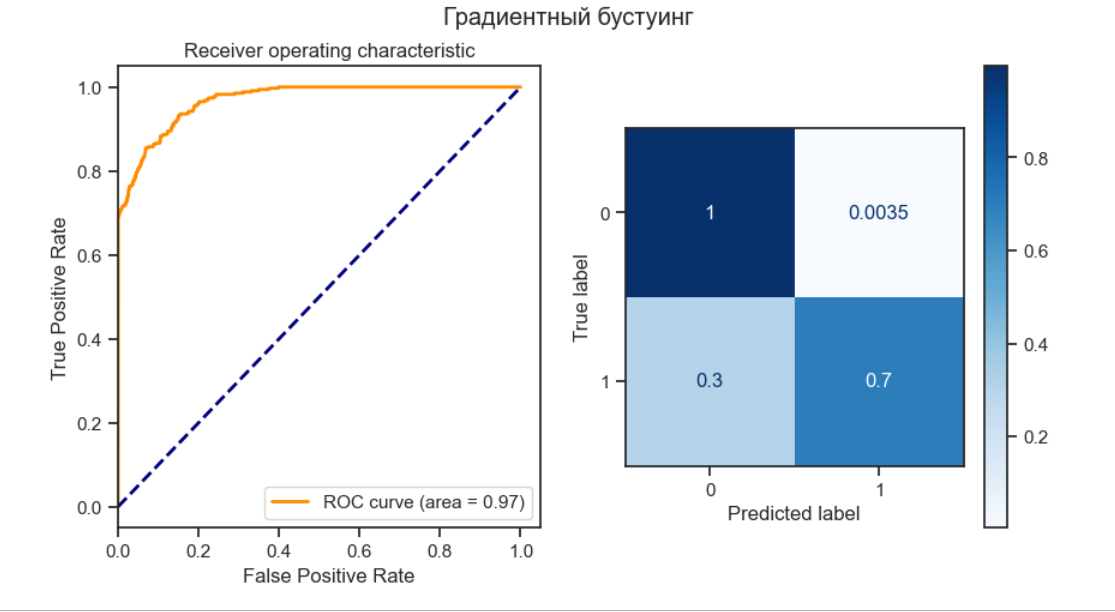 Градиентный бустуинг
Receiver operating characteristic
1.0
0.8
0.6
0.4
0.2
0.0
True Positive Rate
ROC curve (area = 0.97)
0.0 0.2 0.4 0.6 0.8 1.0
False Positive Rate
True label
0
1 0.0035
1
0.3 0.7
0 1
Predicted label
0.8
0.6
0.4
0.2